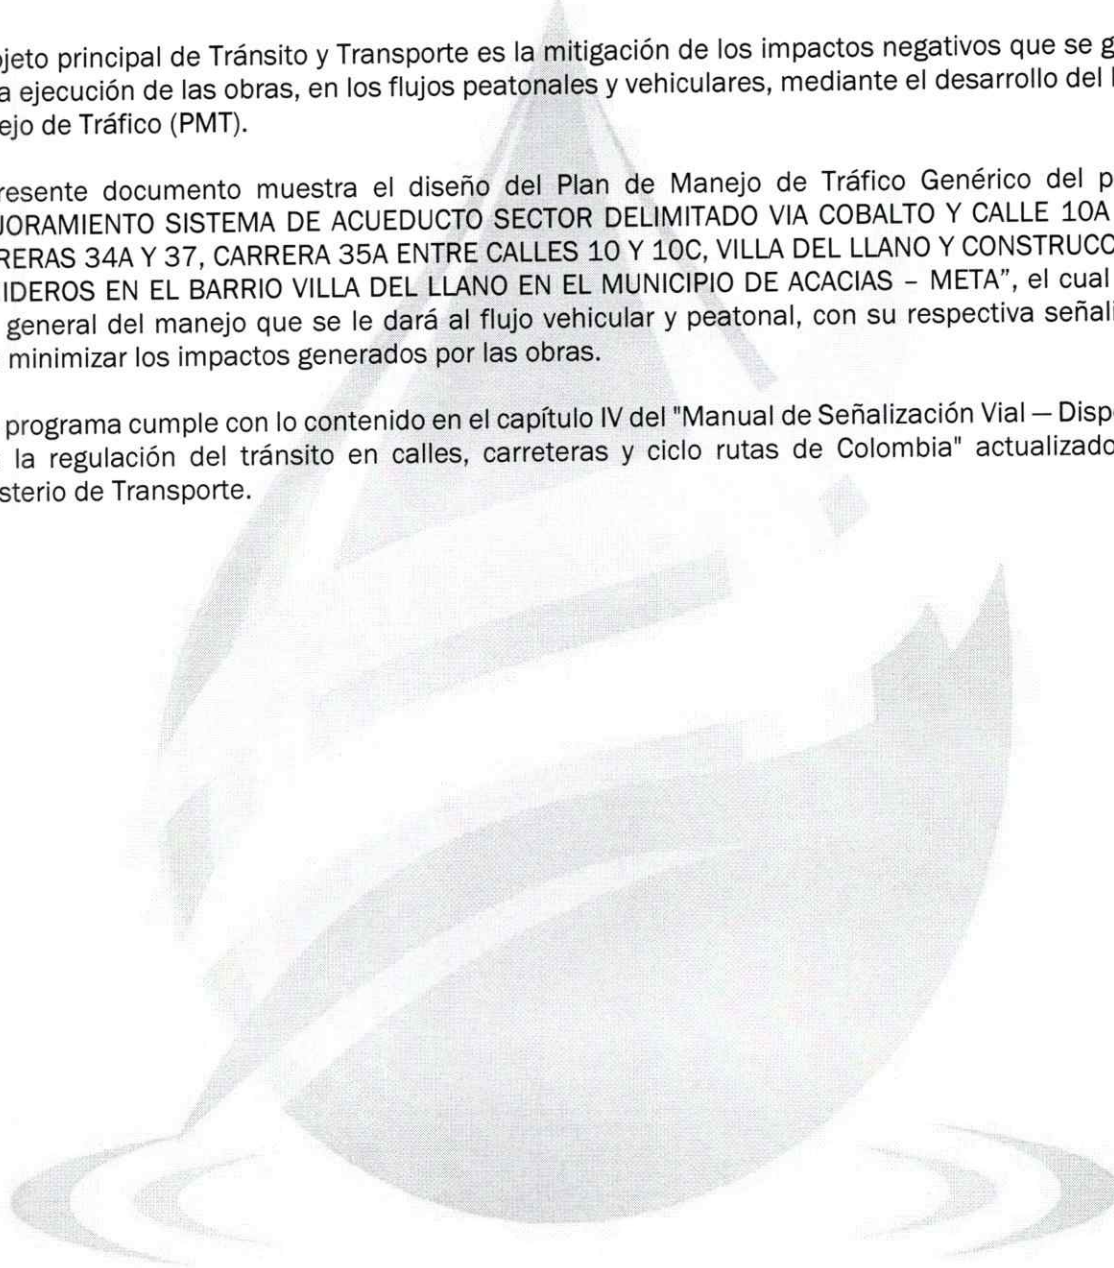 jeto principal de Tránsito y Transporte es la mitigación de los impactos negativos que se g
a ejecución de las obras, en los flujos peatonales y vehiculares, mediante el desarrollo del
ejo de Tráfico (PMT).
resente documento muestra el diseño del Plan de Manejo de Tráfico Genérico del p
JORAMIENTO SISTEMA DE ACUEDUCTO SECTOR DELIMITADO VIA COBALTO Y CALLE 10A
RERAS 34A Y 37, CARRERA 35A ENTRE CALLES 10 Y 10C, VILLA DEL LLANO Y CONSTRUCC
IDEROS EN EL BARRIO VILLA DEL LLANO EN EL MUNICIPIO DE ACACIAS – META”, el cual
general del manejo que se le dará al flujo vehicular y peatonal, con su respectiva señali
minimizar los impactos generados por las obras.
programa cumple con lo contenido en el capítulo IV del "Manual de Señalización Vial — Disp
la regulación del tránsito en calles, carreteras y ciclo rutas de Colombia" actualizado
sterio de Transporte.